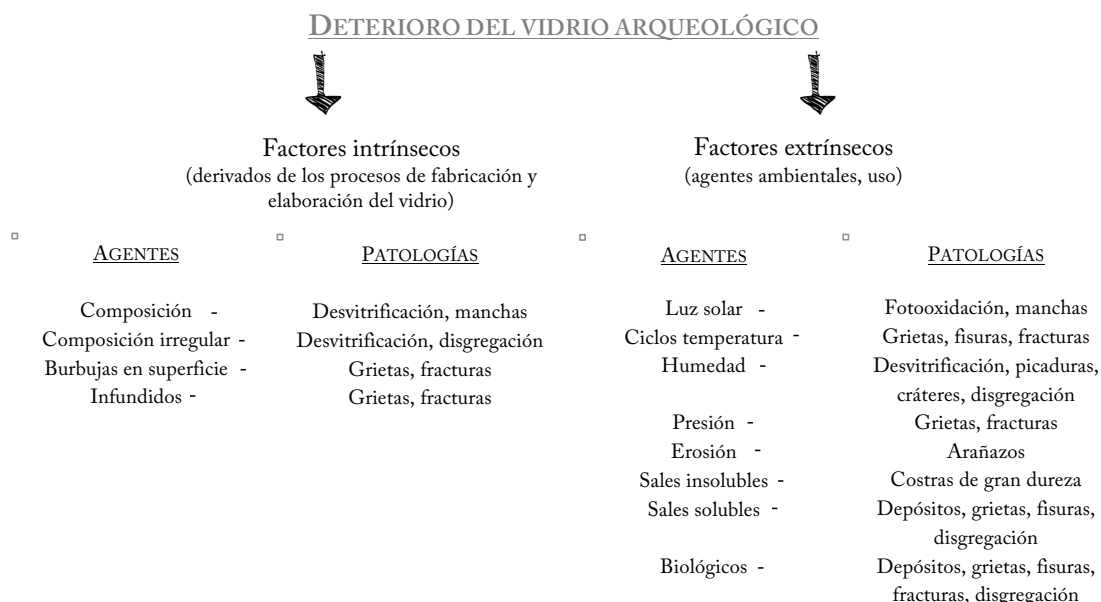 DETERIORO DEL VIDRIO ARQUEOLÓGICO
Factores intrínsecos
(derivados de los procesos de fabricación y
elaboración del vidrio)
AGENTES
Composición -
Composición irregular -
Burbujas en superficie -
Infundidos -
PATOLOGÍAS
Desvitrificación, manchas
Desvitrificación, disgregación
Grietas, fracturas
Grietas, fracturas
Factores extrínsecos
(agentes ambientales, uso)
AGENTES
Luz solar -
Ciclos temperatura -
Humedad -
Presión -
Erosión -
Sales insolubles -
Sales solubles -
Biológicos -
PATOLOGÍAS
Fotooxidación, manchas
Grietas, fisuras, fracturas
Desvitrificación, picaduras,
cráteres, disgregación
Grietas, fracturas
Arañazos
Costras de gran dureza
Depósitos, grietas, fisuras,
disgregación
Depósitos, grietas, fisuras,
fracturas, disgregación